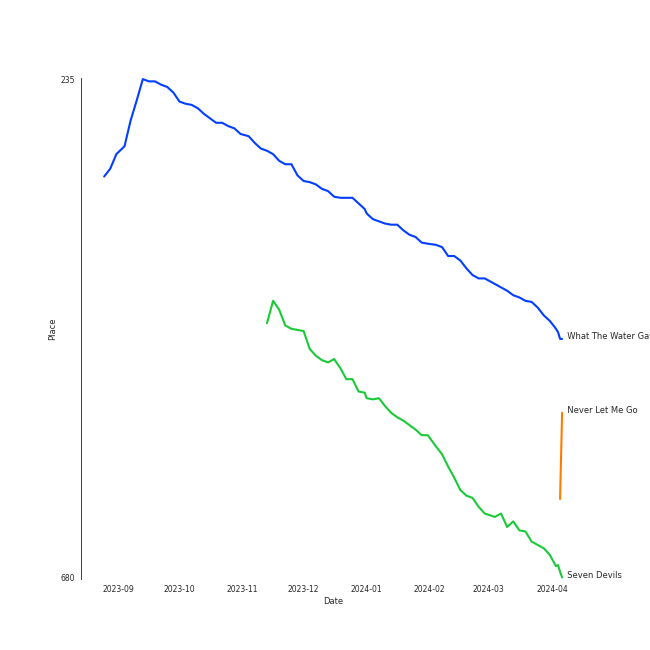 235
Place
What The Water Ga
Never Let Me Go
Seven Devils
680
2023-09 2023-10 2023-11 2023-12 2024-01 2024-02 2024-03 2024-04
Date